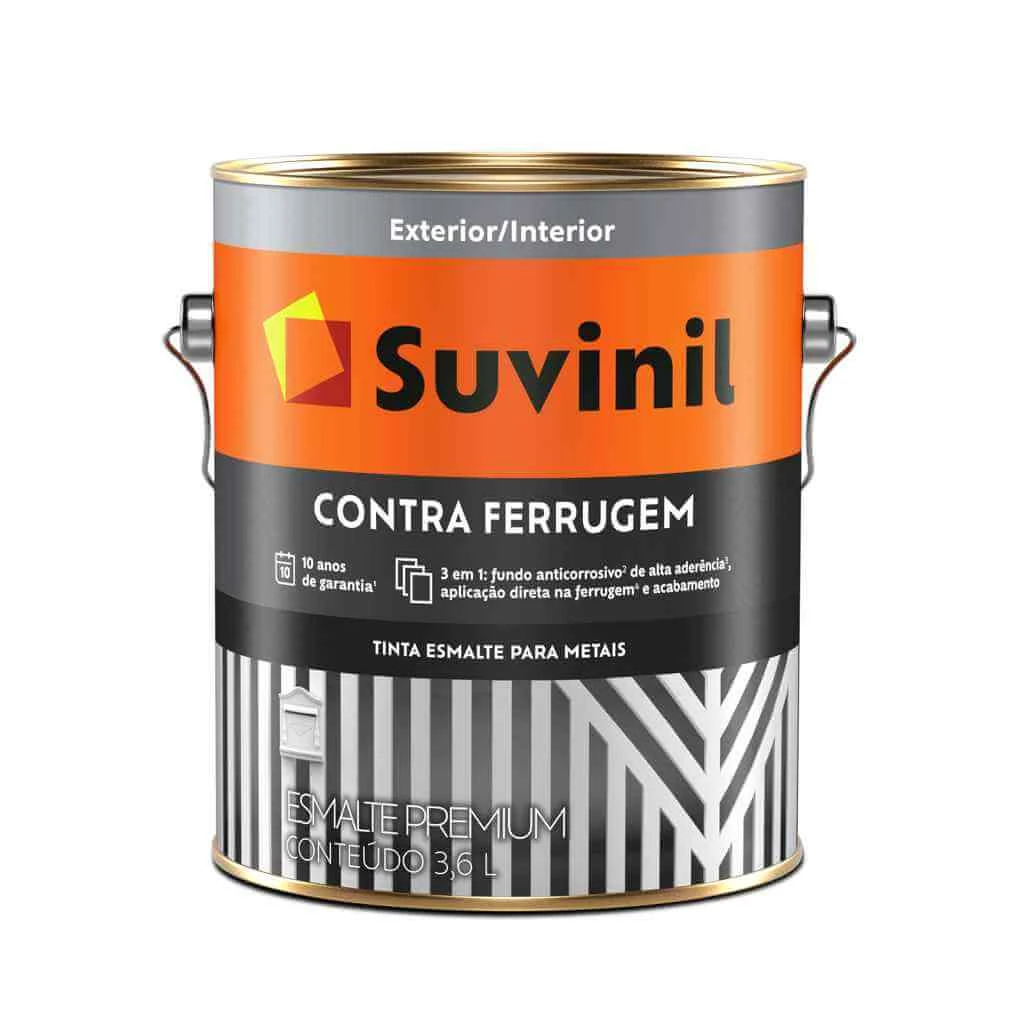 Exterior/Interior
Suvinil
CONTRA FERRUGEM
10
10 anos
de garantia¹
3 em 1: fundo anticorrosivo² de alta aderência³,
aplicação direta na ferrugem⁴ e acabamento
TINTA ESMALTE PARA METAIS
ESMALTE PREMIUM
CONTEÚDO 3,6 L